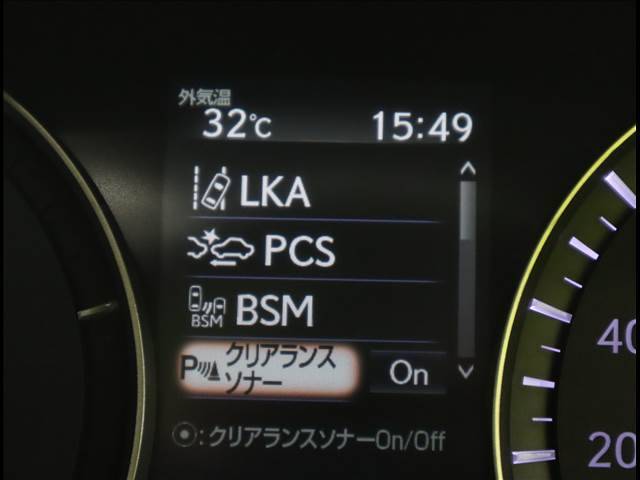 外気温
32℃ 15:49
LKA
PCS
BSM BSM
P クリアランス
ソナー On
:クリアランスソナーOn/Off
40
20